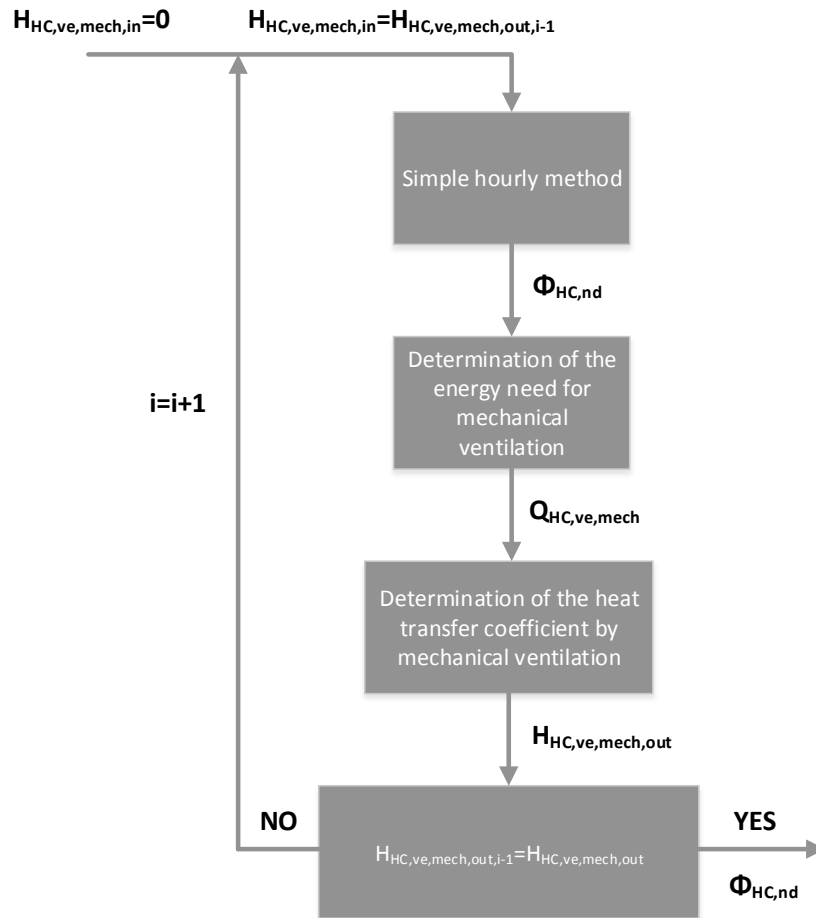 H_HC,ve,mech,in=0 H_HC,ve,mech,in=H_HC,ve,mech,out,i-1
Simple hourly method
Φ_HC,nd
Determination of the
energy need for
mechanical
ventilation
i=i+1
Q_HC,ve,mech
Determination of the heat
transfer coefficient by
mechanical ventilation
H_HC,ve,mech,out
NO
YES
H_HC,ve,mech,out,i-1=H_HC,ve,mech,out
Φ_HC,nd